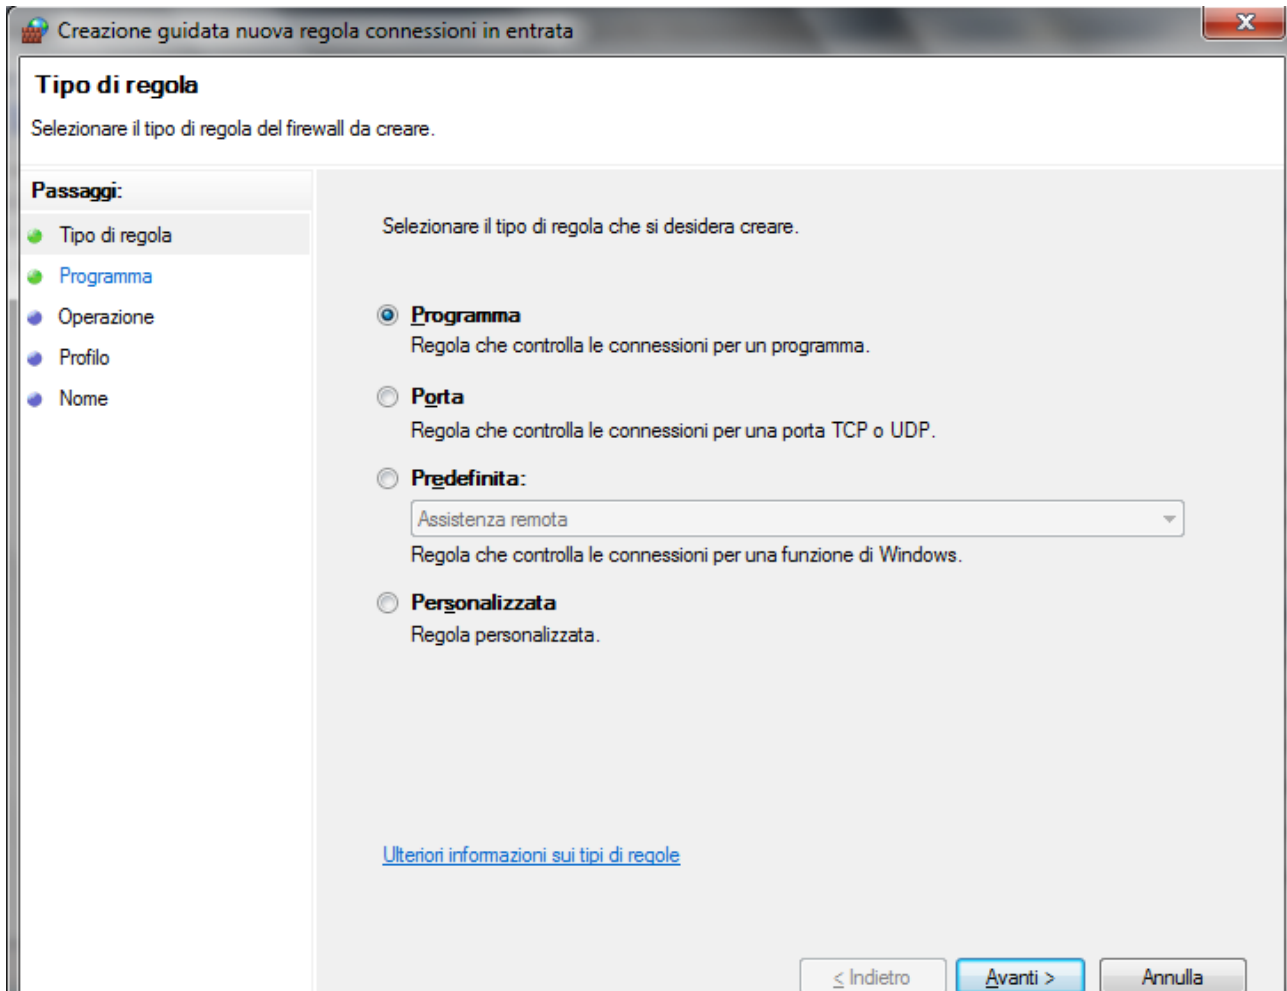 Creazione guidata nuova regola connessioni in entrata
x
Tipo di regola
Selezionare il tipo di regola del firewall da creare.
Passaggi:
Tipo di regola
Programma
Operazione
Profilo
Nome
Selezionare il tipo di regola che si desidera creare.
Programma
Regola che controlla le connessioni per un programma.
Porta
Regola che controlla le connessioni per una porta TCP o UDP.
Predefinita:
Assistenza remota
Regola che controlla le connessioni per una funzione di Windows.
Personalizzata
Regola personalizzata.
Ulteriori informazioni sui tipi di regole
< Indietro
Avanti >
Annulla